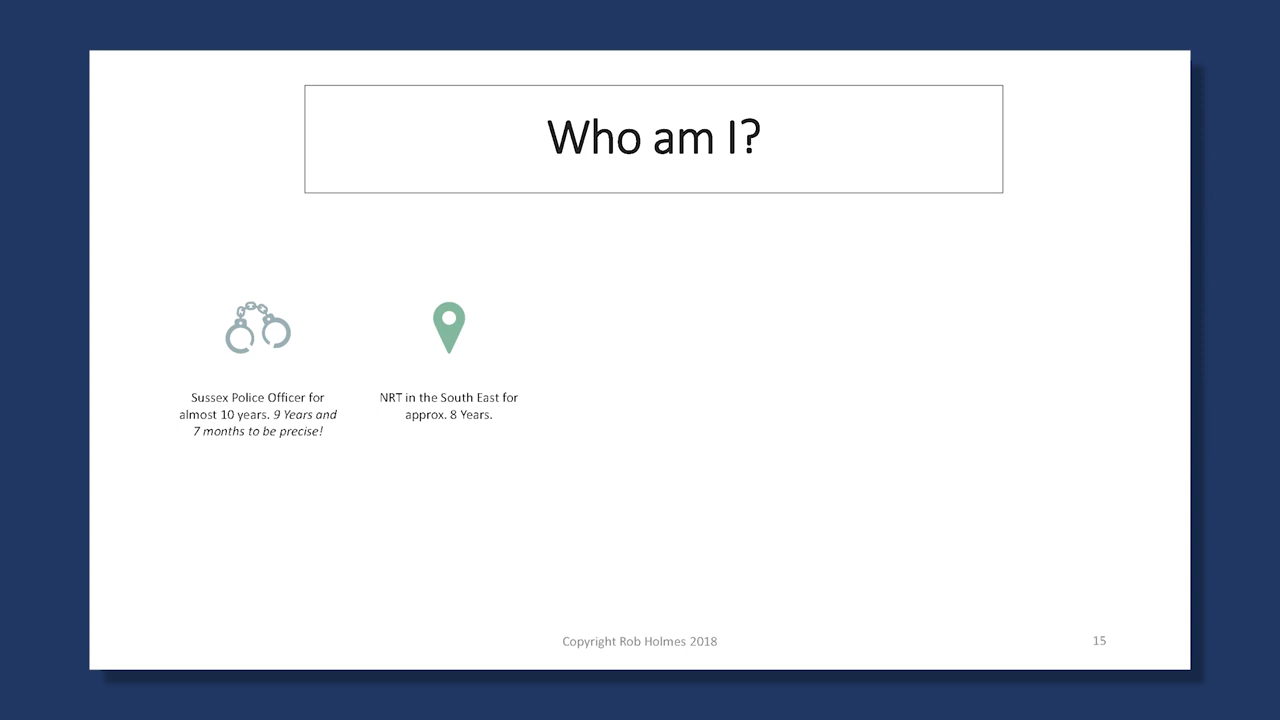 Who am I?
Sussex Police Officer for
almost 10 years. 9 Years and
7 months to be precise!
NRT in the South East for
approx. 8 Years.
Copyright Rob Holmes 2018
15